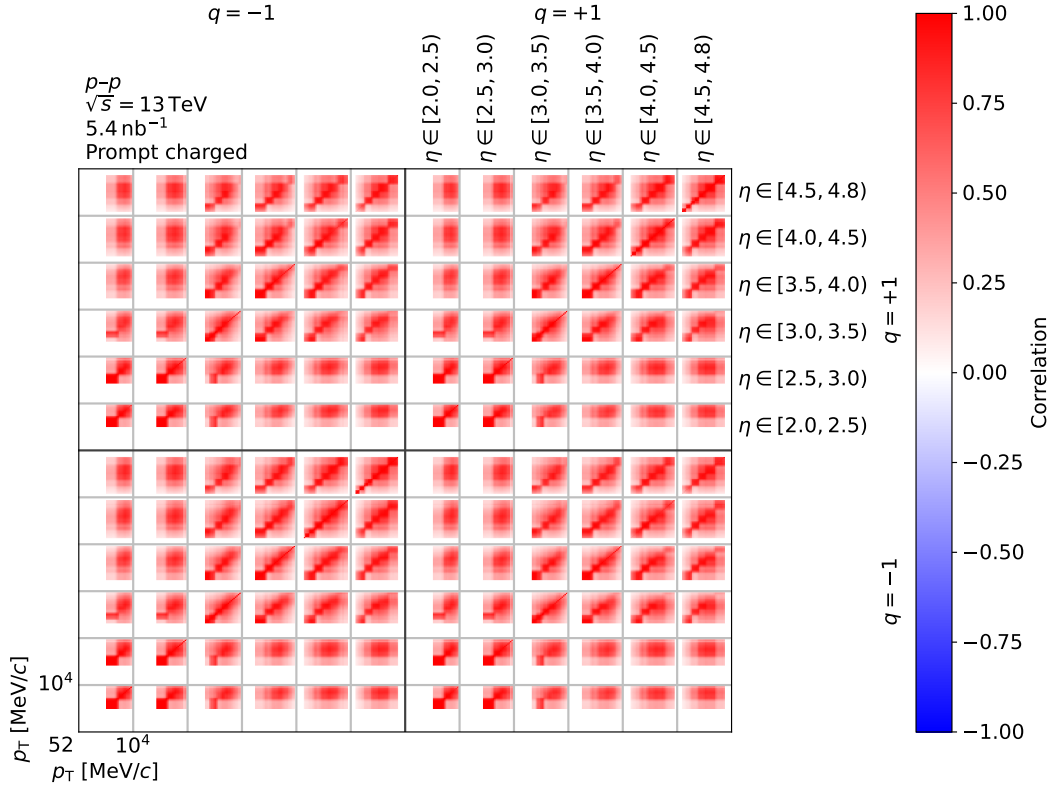 q = −1
q = +1
p–p
√s = 13 TeV
5.4 nb⁻¹
Prompt charged
η ∈ [2.0, 2.5)
η ∈ [2.5, 3.0)
η ∈ [3.0, 3.5)
η ∈ [3.5, 4.0)
η ∈ [4.0, 4.5)
η ∈ [4.5, 4.8)
η ∈ [4.5, 4.8)
η ∈ [4.0, 4.5)
η ∈ [3.5, 4.0)
η ∈ [3.0, 3.5)
η ∈ [2.5, 3.0)
η ∈ [2.0, 2.5)
q = +1
q = −1
10⁴
p_T [MeV/c]
52
10⁴
p_T [MeV/c]
1.00
0.75
0.50
0.25
0.00
−0.25
−0.50
−0.75
−1.00
Correlation